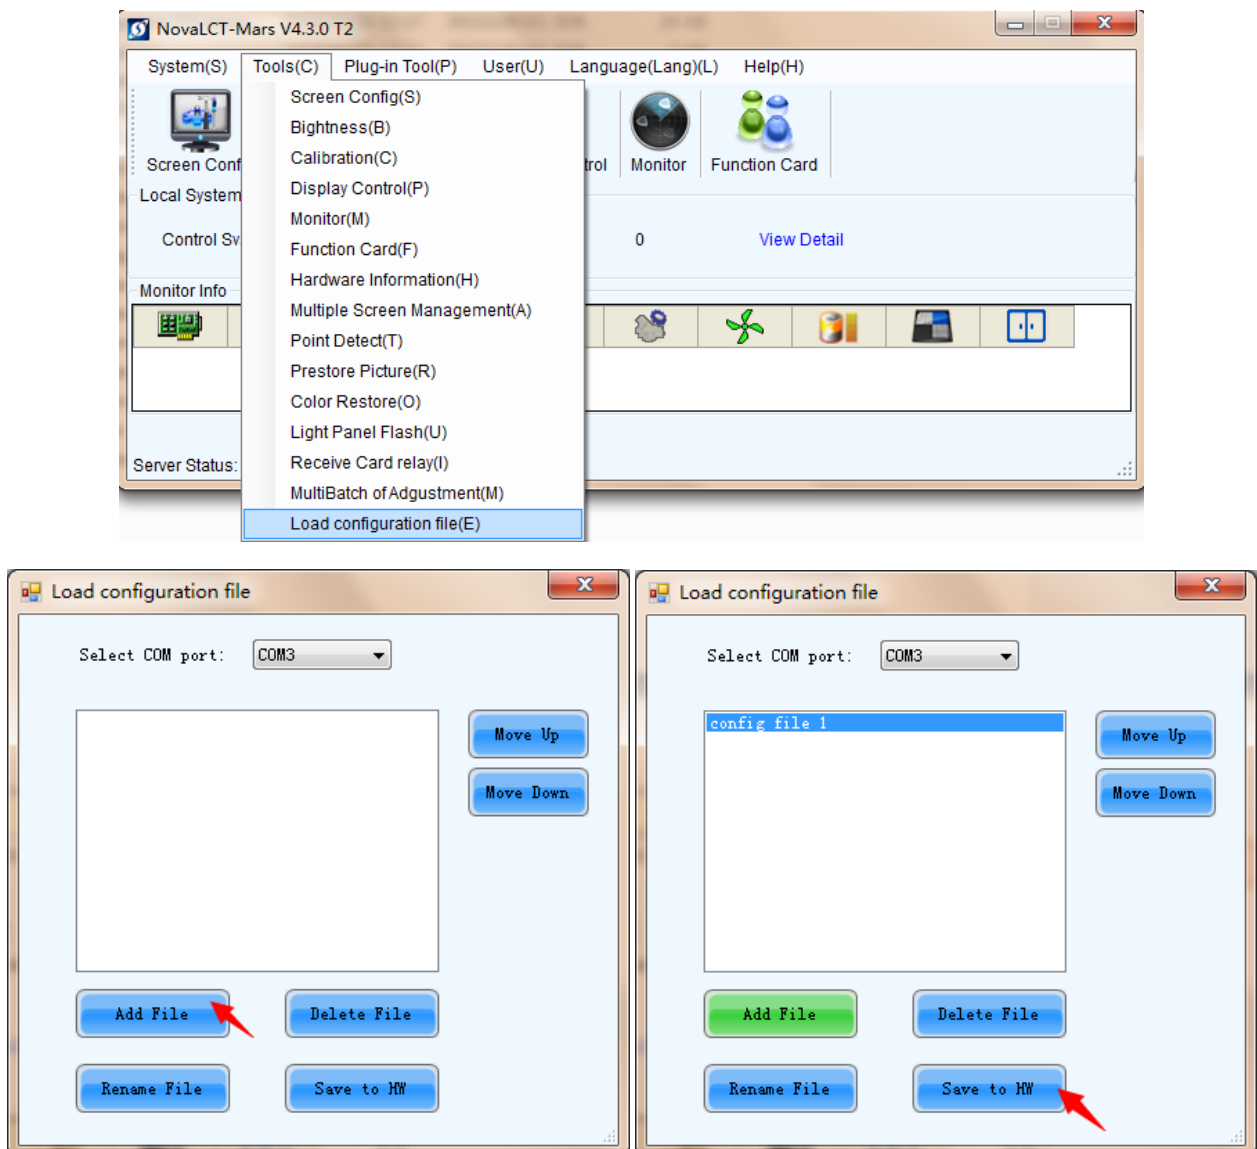 NovaLCT-Mars V4.3.0 T2
System(S) Tools(C) Plug-in Tool(P) User(U) Language(Lang)(L) Help(H)
Screen Config(S)
Bightness(B)
Calibration(C)
Screen Conf trol Monitor Function Card
Display Control(P)
Local System
Monitor(M)
Control Sy 0 View Detail
Function Card(F)
Hardware Information(H)
Monitor Info
Multiple Screen Management(A)
Point Detect(T)
Prestore Picture(R)
Color Restore(O)
Light Panel Flash(U)
Receive Card relay(I)
Server Status:
MultiBatch of Adgustment(M)
Load configuration file(E)
Load configuration file
Select COM port: COM3
Move Up
Move Down
Add File Delete File
Rename File Save to HW
Load configuration file
Select COM port: COM3
config file 1
Move Up
Move Down
Add File Delete File
Rename File Save to HW